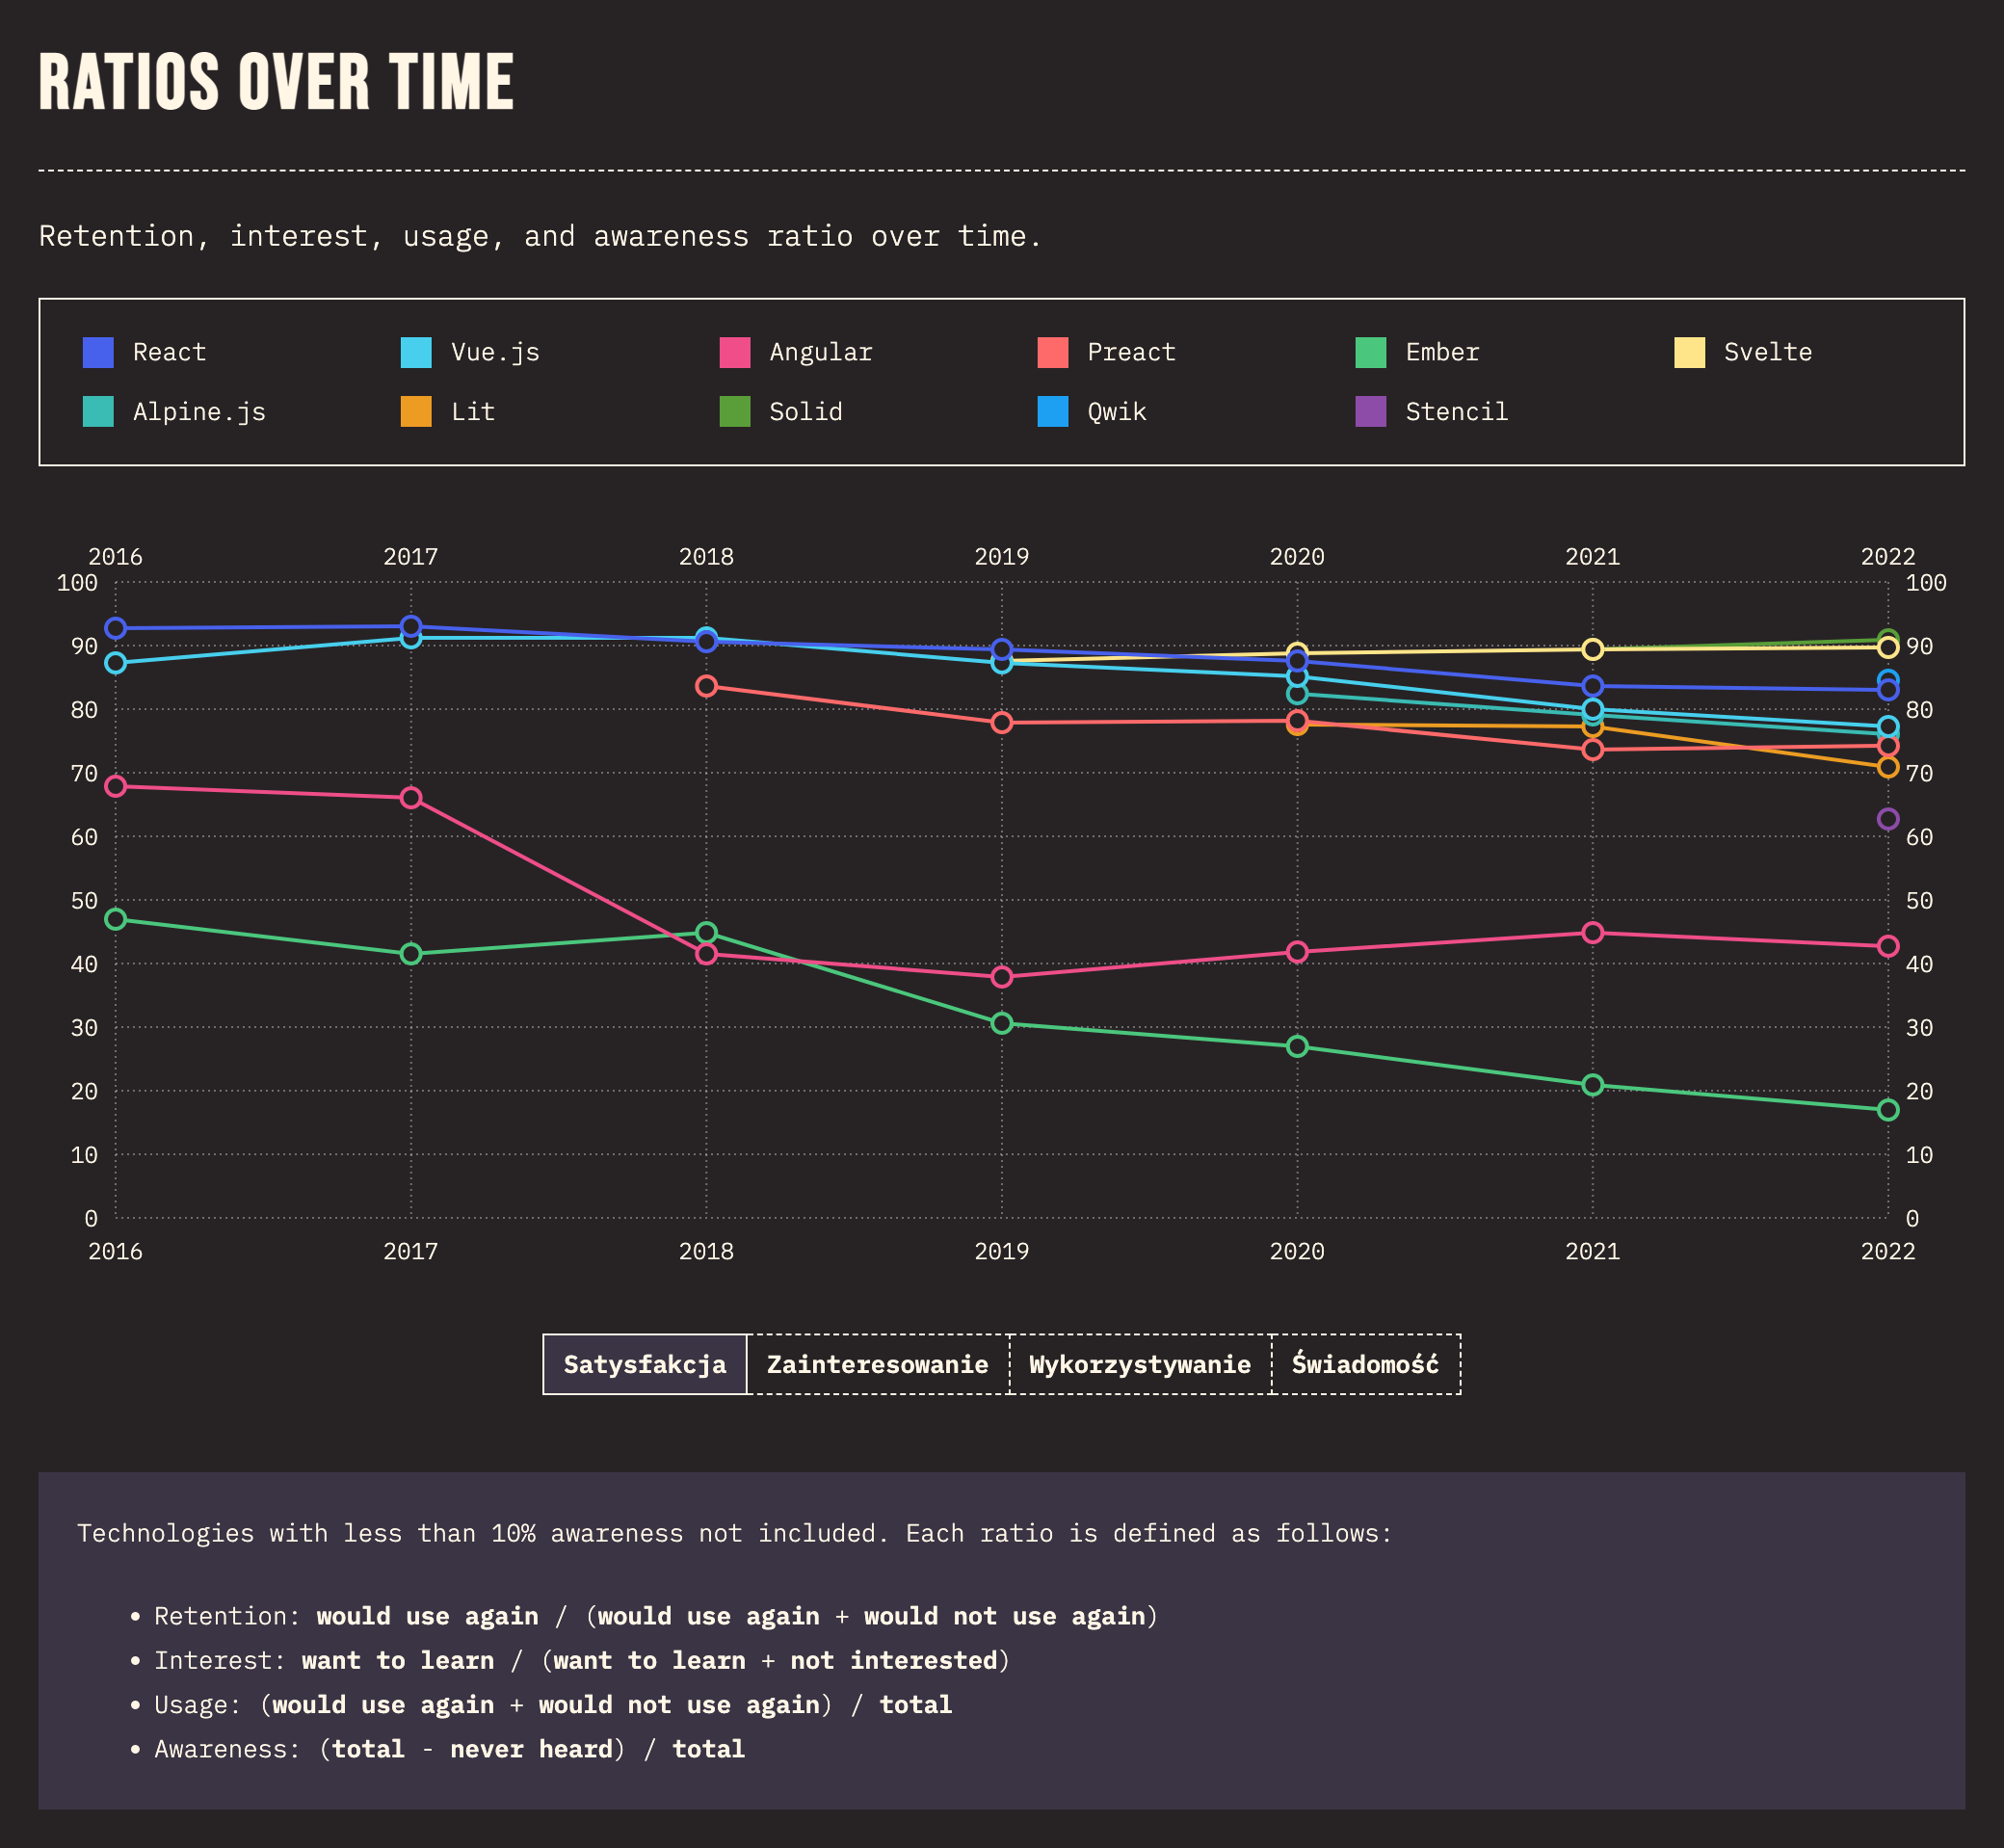 RATIOS OVER TIME
Retention, interest, usage, and awareness ratio over time.
React Vue.js Angular Preact Ember Svelte
Alpine.js Lit Solid Qwik Stencil
2016 2017 2018 2019 2020 2021 2022
100 100
90 90
80 80
70 70
60 60
50 50
40 40
30 30
20 20
10 10
0 0
2016 2017 2018 2019 2020 2021 2022
Satysfakcja Zainteresowanie Wykorzystywanie Świadomość
Technologies with less than 10% awareness not included. Each ratio is defined as follows:
• Retention: would use again / (would use again + would not use again)
• Interest: want to learn / (want to learn + not interested)
• Usage: (would use again + would not use again) / total
• Awareness: (total - never heard) / total